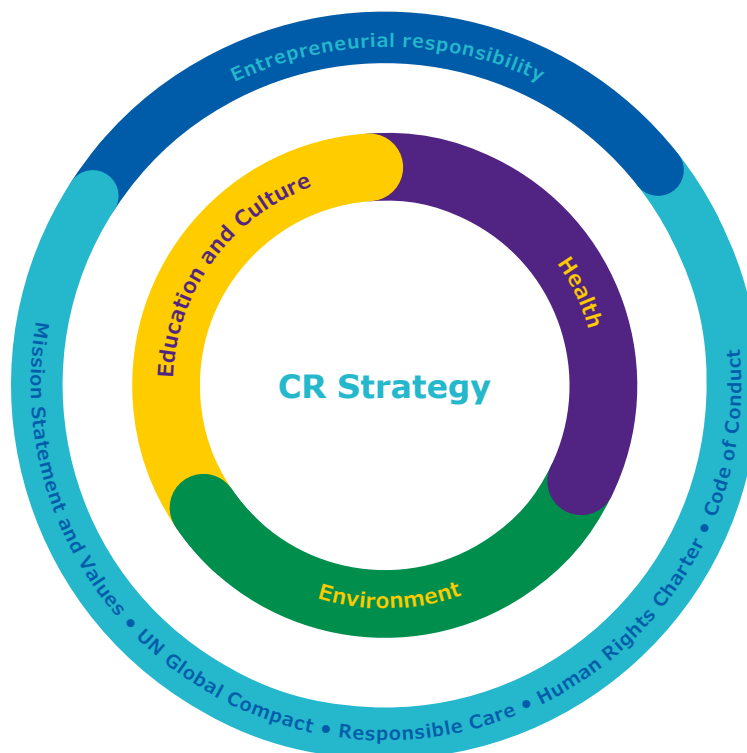 Entrepreneurial responsibility
Education and Culture
Health
CR Strategy
Environment
Mission Statement and Values • UN Global Compact • Responsible Care • Human Rights Charter • Code of Conduct